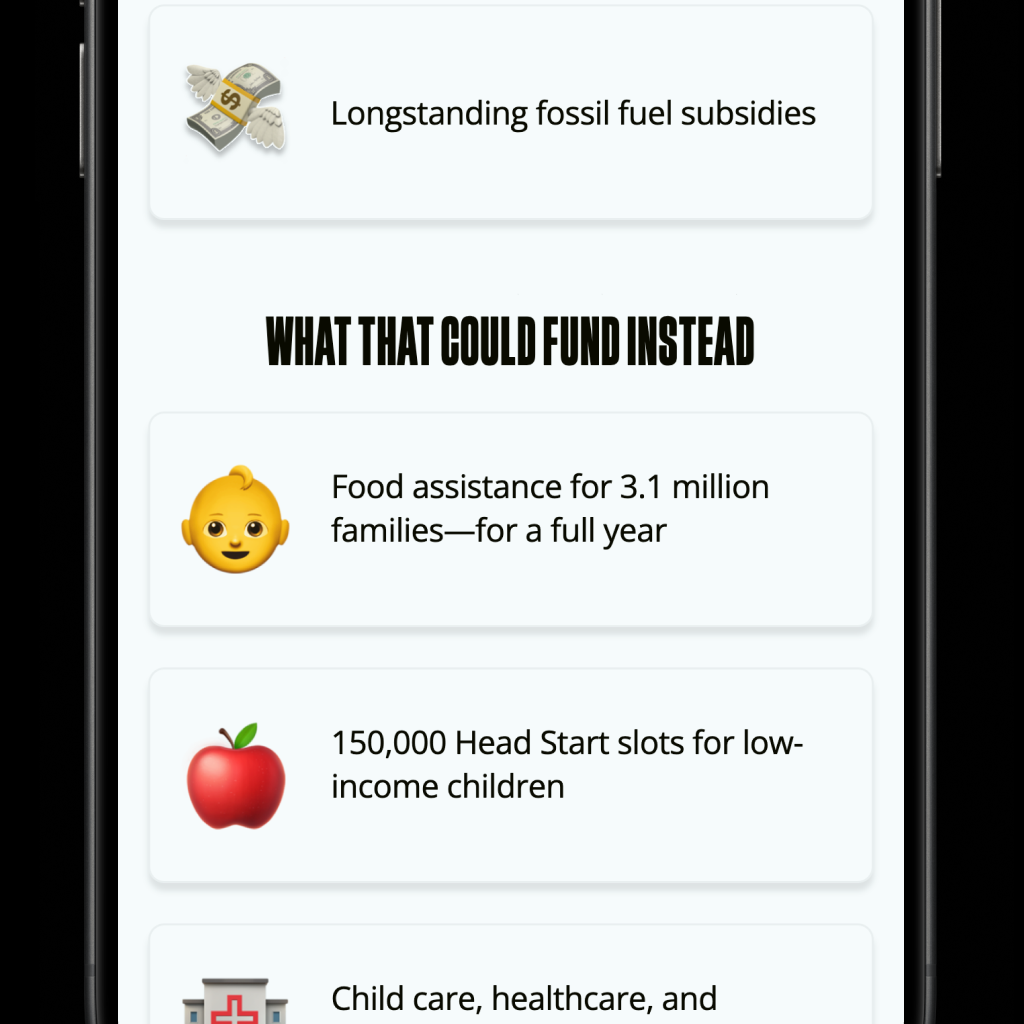 Longstanding fossil fuel subsidies
WHAT THAT COULD FUND INSTEAD
Food assistance for 3.1 million
families—for a full year
150,000 Head Start slots for low-
income children
Child care, healthcare, and